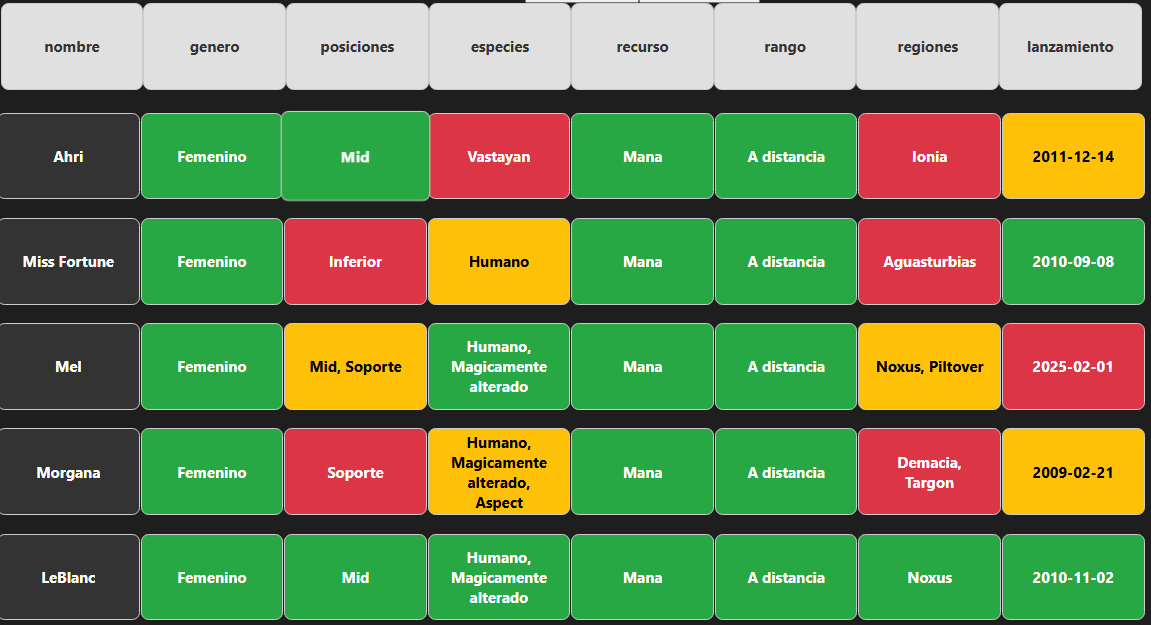 nombre genero posiciones especies recurso rango regiones lanzamiento
Ahri Femenino Mid Vastayan Mana A distancia Ionia 2011-12-14
Miss Fortune Femenino Inferior Humano Mana A distancia Aguasturbias 2010-09-08
Mel Femenino Mid, Soporte Humano,
Magicamente
alterado Mana A distancia Noxus, Piltover 2025-02-01
Morgana Femenino Soporte Humano,
Magicamente
alterado,
Aspect Mana A distancia Demacia,
Targon 2009-02-21
LeBlanc Femenino Mid Humano,
Magicamente
alterado Mana A distancia Noxus 2010-11-02